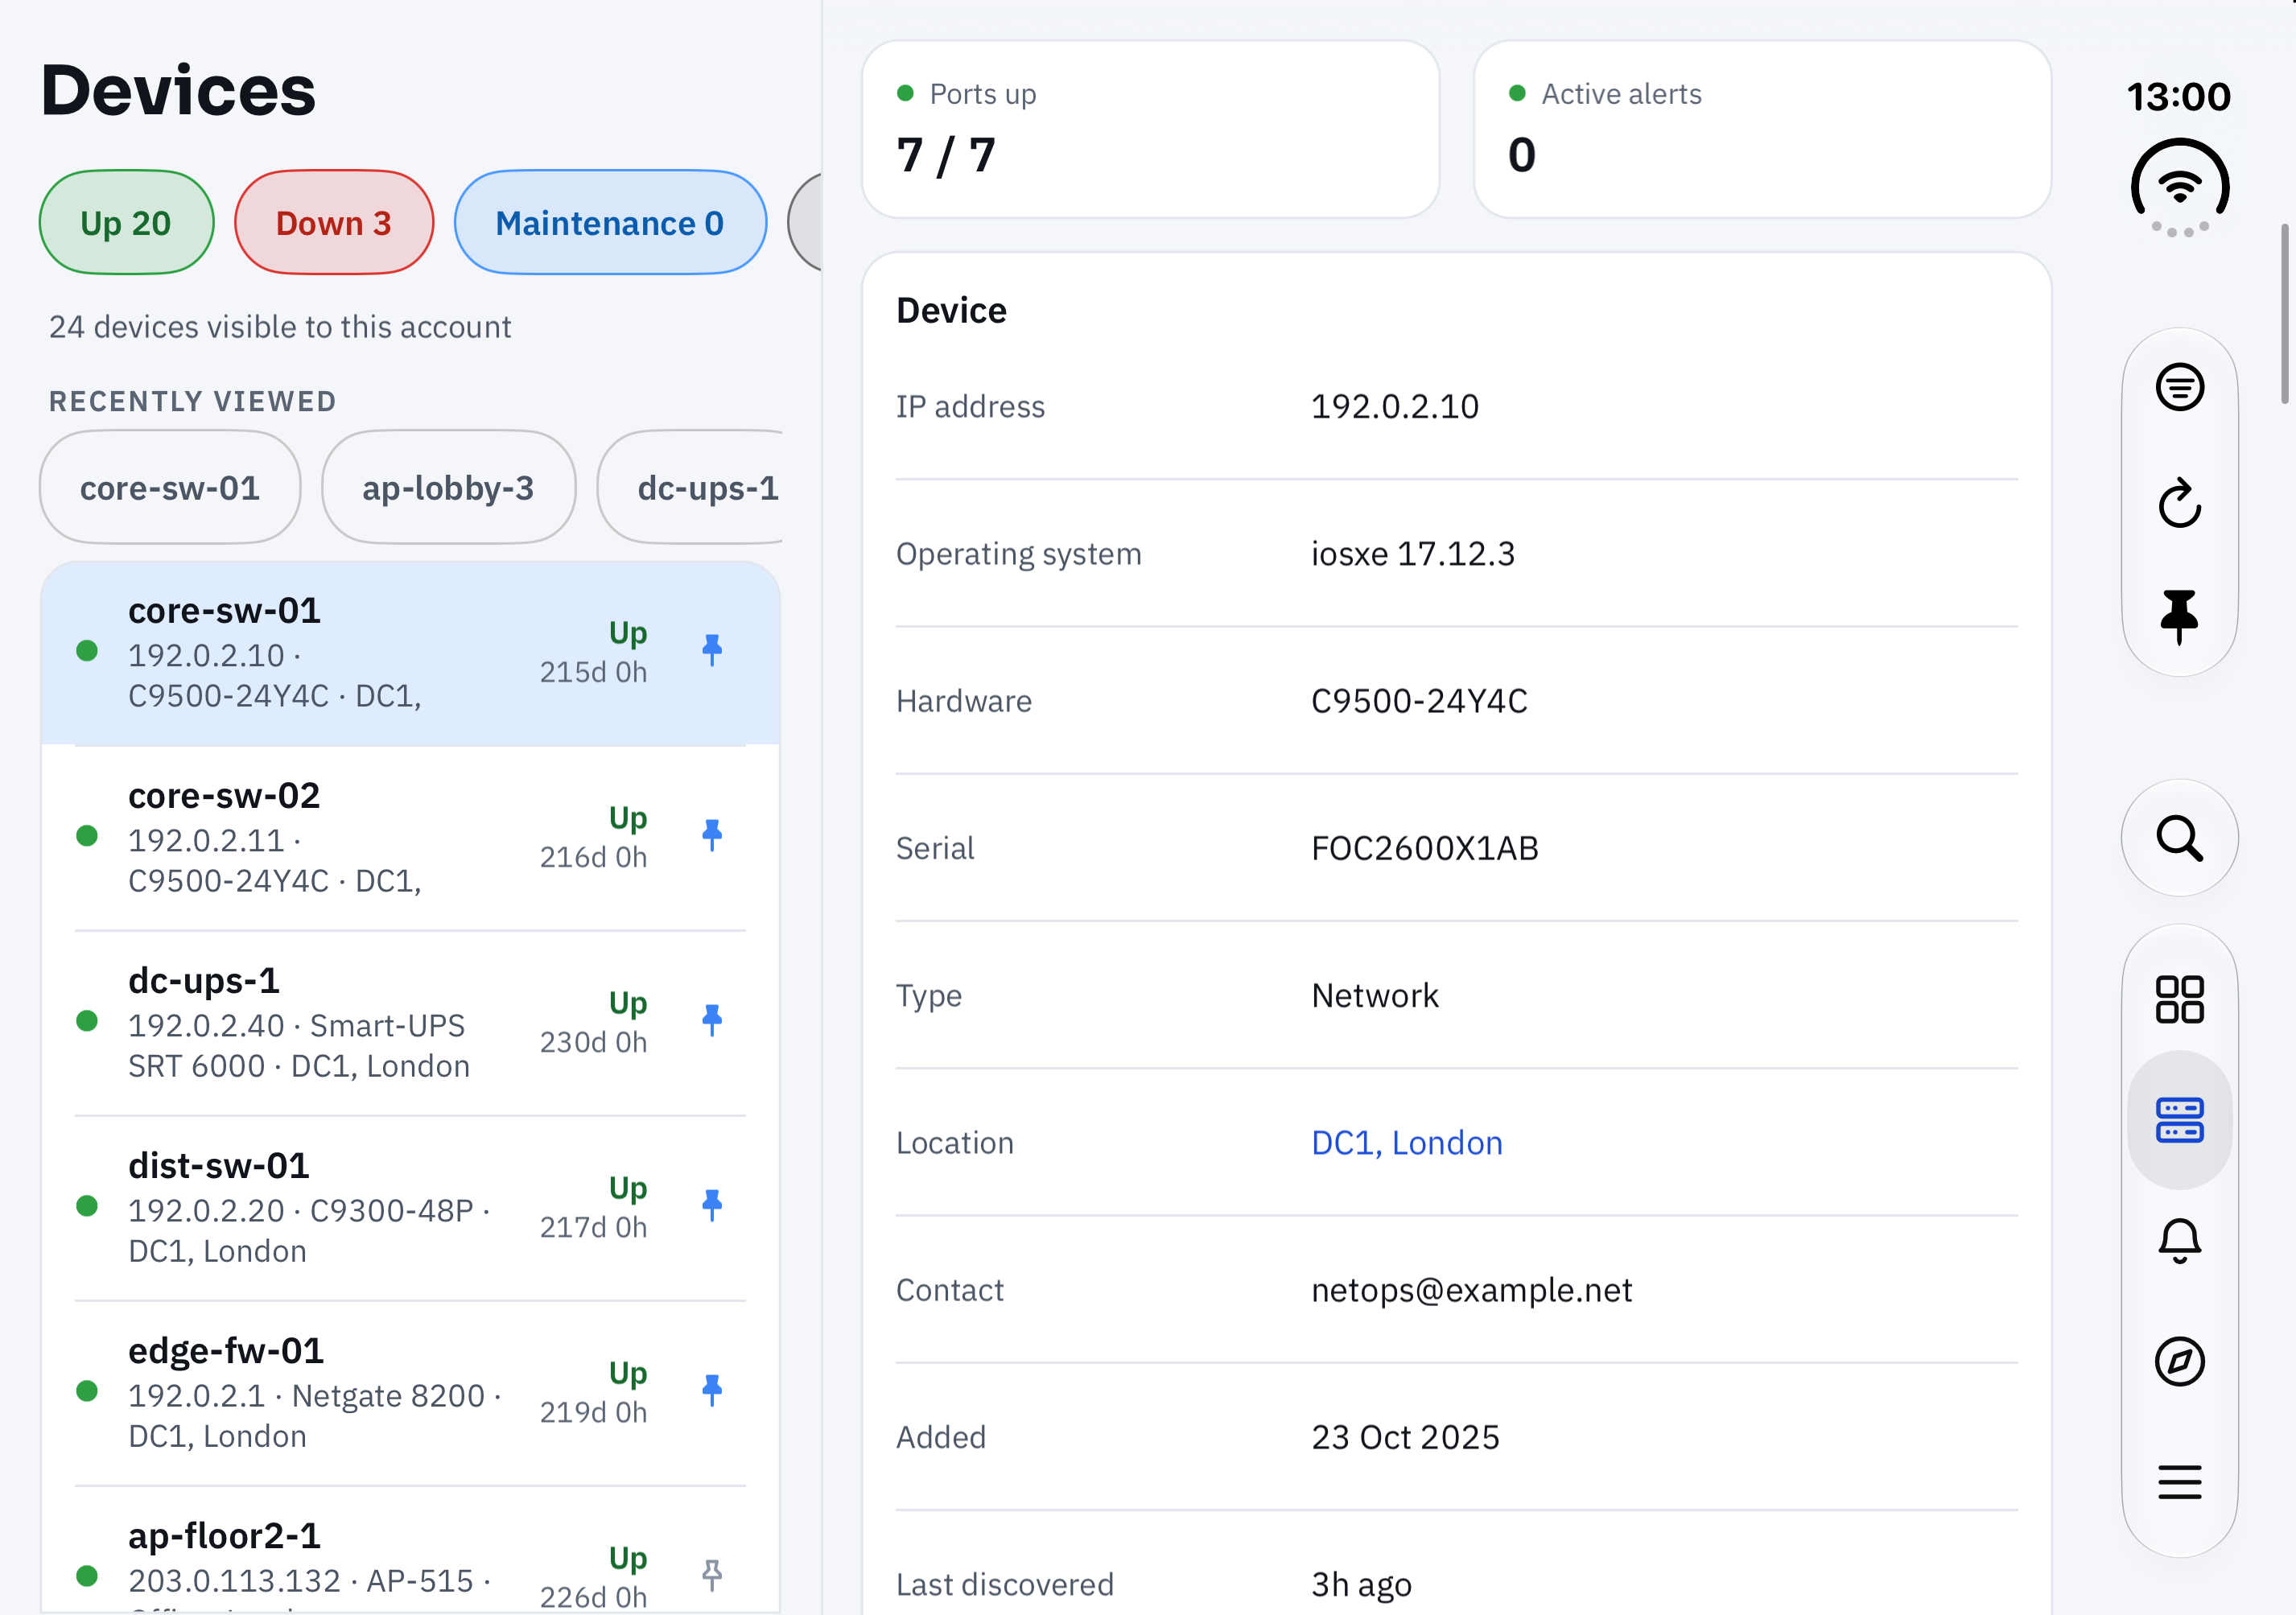 Devices
Up 20
Down 3
Maintenance 0
24 devices visible to this account
RECENTLY VIEWED
core-sw-01
ap-lobby-3
dc-ups-1
core-sw-01
192.0.2.10 ·
C9500-24Y4C · DC1,
Up
215d 0h
core-sw-02
192.0.2.11 ·
C9500-24Y4C · DC1,
Up
216d 0h
dc-ups-1
192.0.2.40 · Smart-UPS
SRT 6000 · DC1, London
Up
230d 0h
dist-sw-01
192.0.2.20 · C9300-48P ·
DC1, London
Up
217d 0h
edge-fw-01
192.0.2.1 · Netgate 8200 ·
DC1, London
Up
219d 0h
ap-floor2-1
203.0.113.132 · AP-515 ·
Up
226d 0h
Ports up
7 / 7
Active alerts
0
Device
IP address
192.0.2.10
Operating system
iosxe 17.12.3
Hardware
C9500-24Y4C
Serial
FOC2600X1AB
Type
Network
Location
DC1, London
Contact
netops@example.net
Added
23 Oct 2025
Last discovered
3h ago
13:00